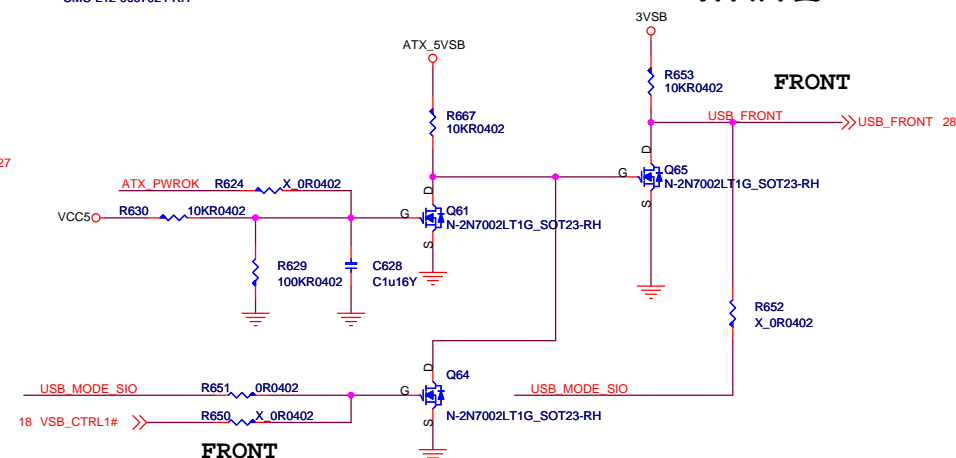 3VSB
ATX_5VSB
R653
10KR0402
FRONT
R667
10KR0402
USB_FRONT
USB_FRONT 28
D
Q65
G
N-2N7002LT1G_SOT23-RH
S
27
ATX_PWROK R624 X_0R0402
D
VCC5 R630 10KR0402
G
Q61
N-2N7002LT1G_SOT23-RH
S
R629
100KR0402
C628
C1u16Y
R652
X_0R0402
D
Q64
USB_MODE_SIO R651 0R0402
G
USB_MODE_SIO
18 VSB_CTRL1# R650 X_0R0402
N-2N7002LT1G_SOT23-RH
S
FRONT